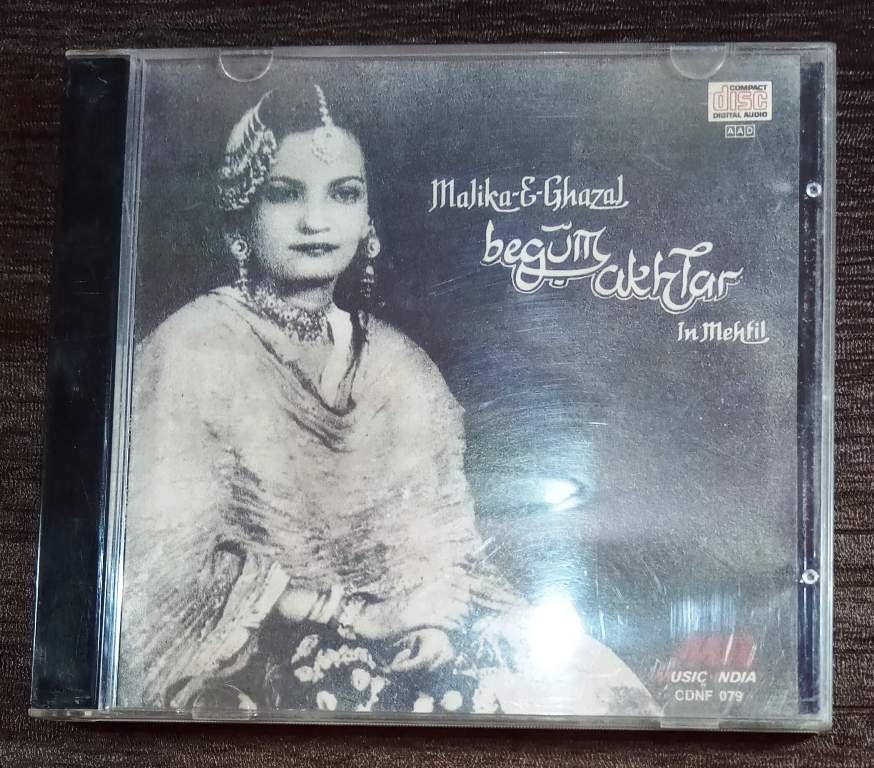 COMPACT
disc
DIGITAL AUDIO
AAD
Malika-E-Ghazal
begum
akhtar
In Mehfil
MUSIC INDIA
CDNF 079